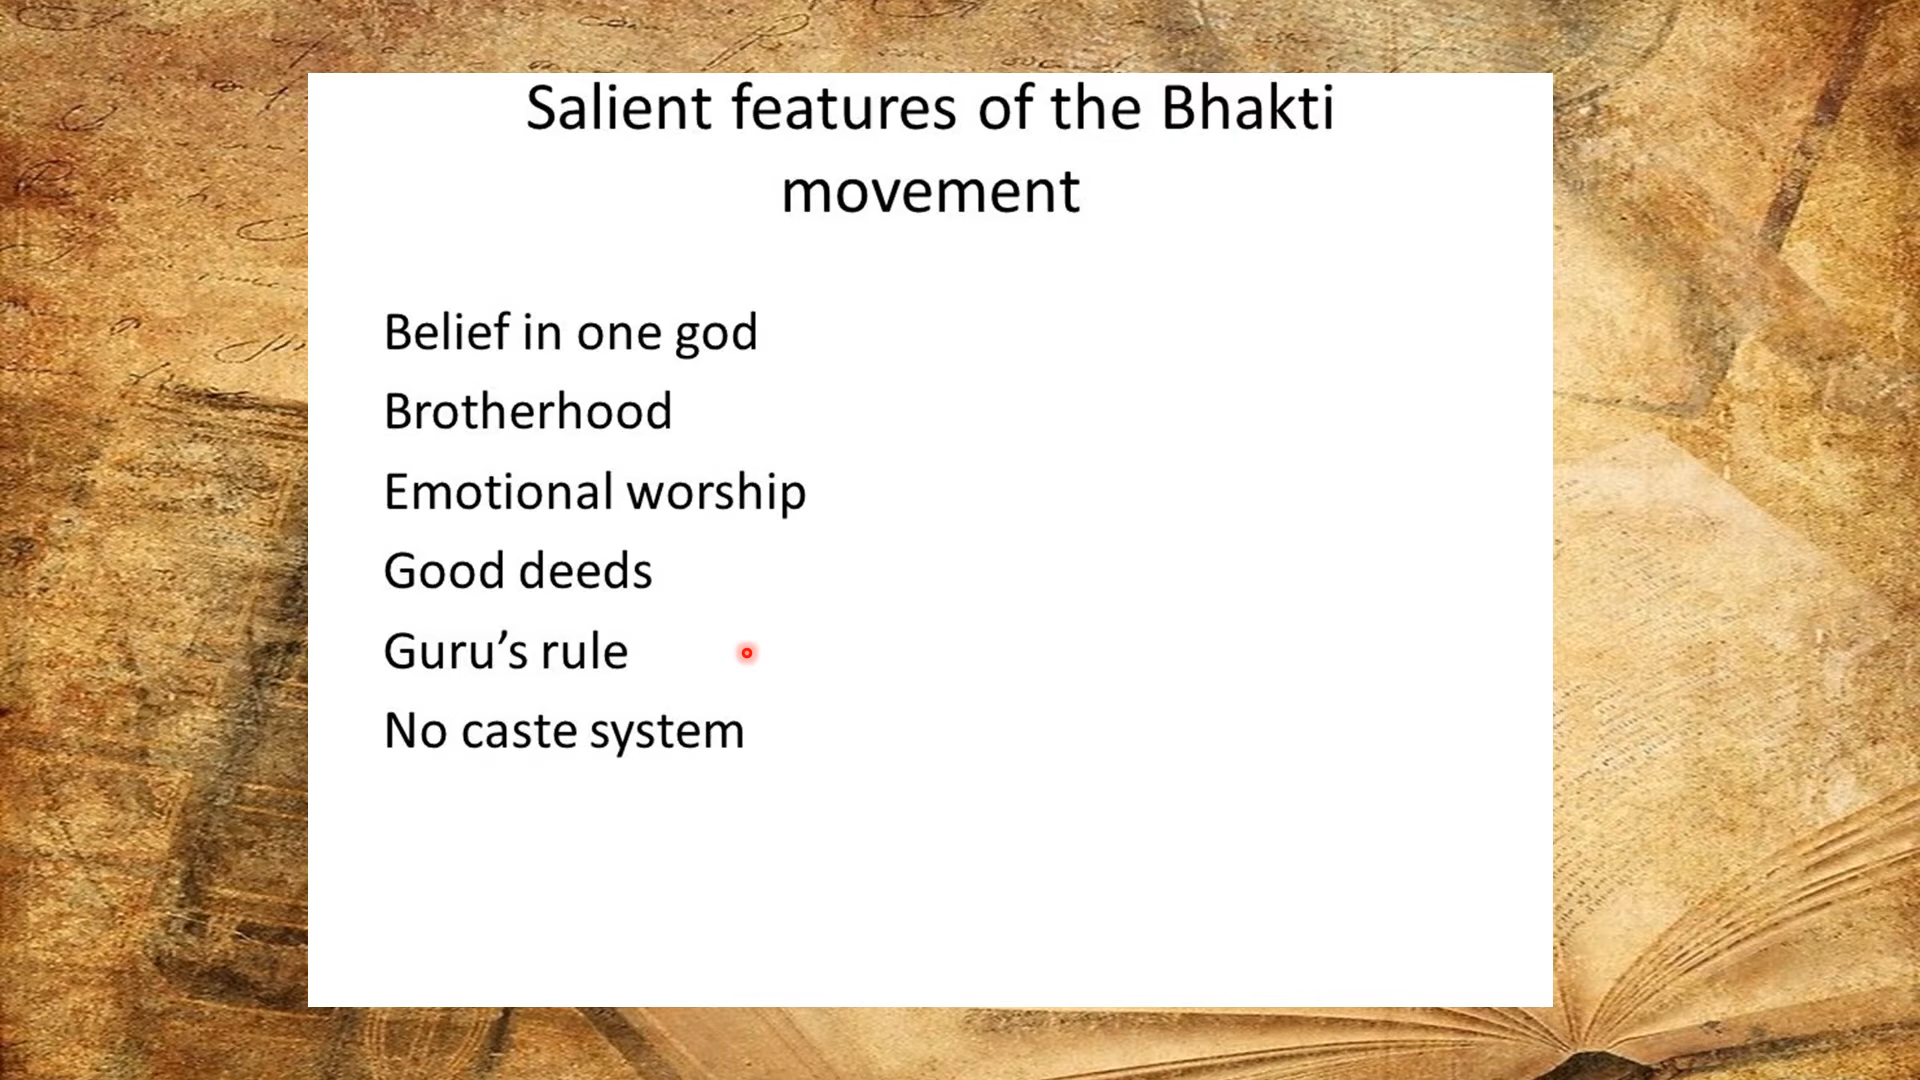 Salient features of the Bhakti
movement
Belief in one god
Brotherhood
Emotional worship
Good deeds
Guru’s rule
No caste system